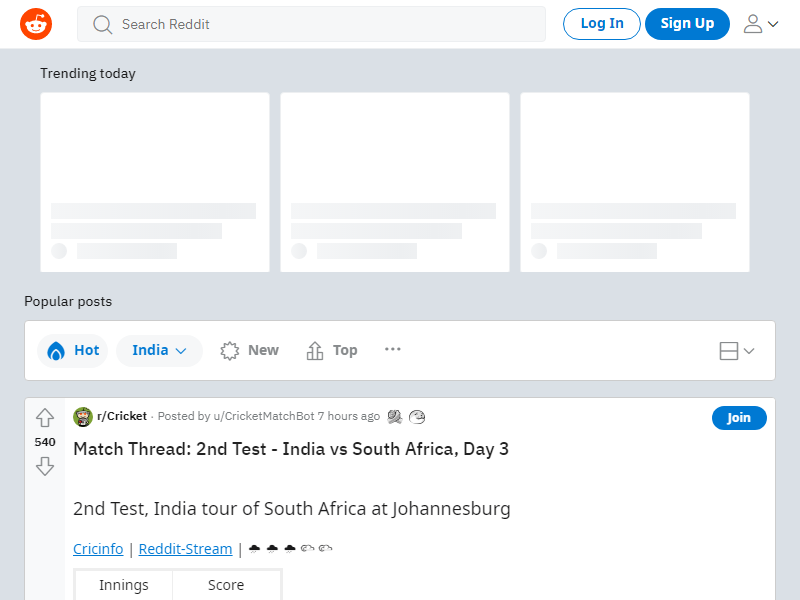 Search Reddit
Log In
Sign Up
Trending today
Popular posts
Hot
India
New
Top
r/Cricket · Posted by u/CricketMatchBot 7 hours ago
Join
540
Match Thread: 2nd Test - India vs South Africa, Day 3
2nd Test, India tour of South Africa at Johannesburg
Cricinfo | Reddit-Stream |
Innings Score